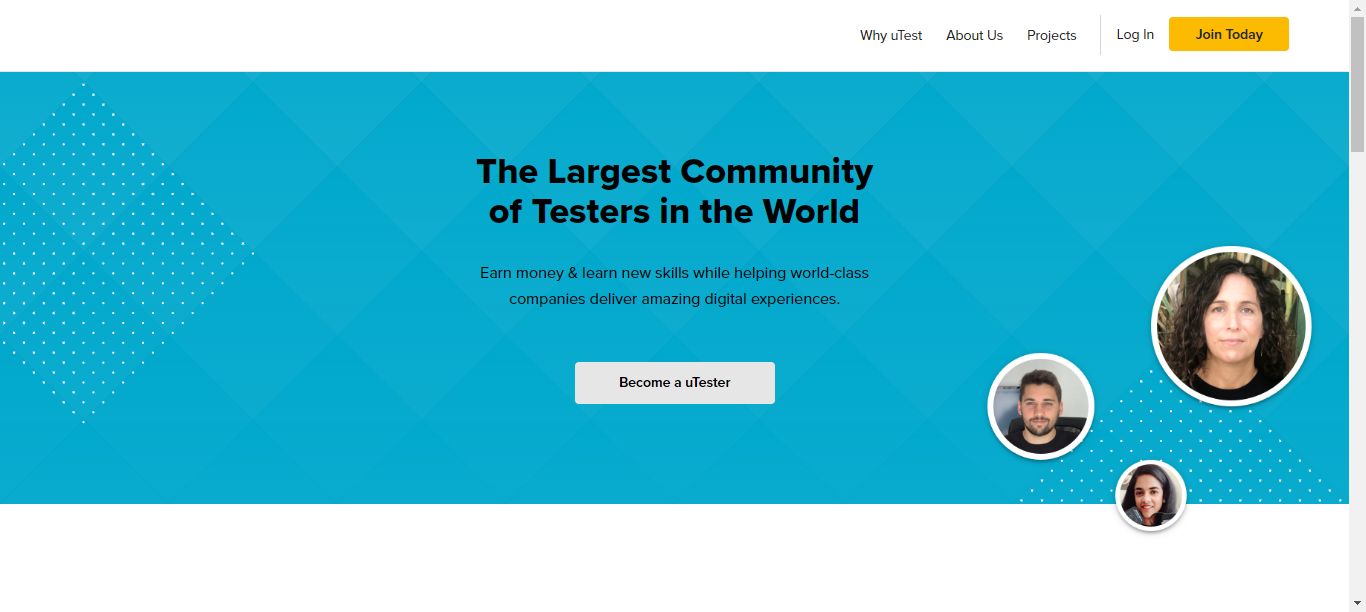 Why uTest About Us Projects Log In Join Today
The Largest Community
of Testers in the World
Earn money & learn new skills while helping world-class
companies deliver amazing digital experiences.
Become a uTester